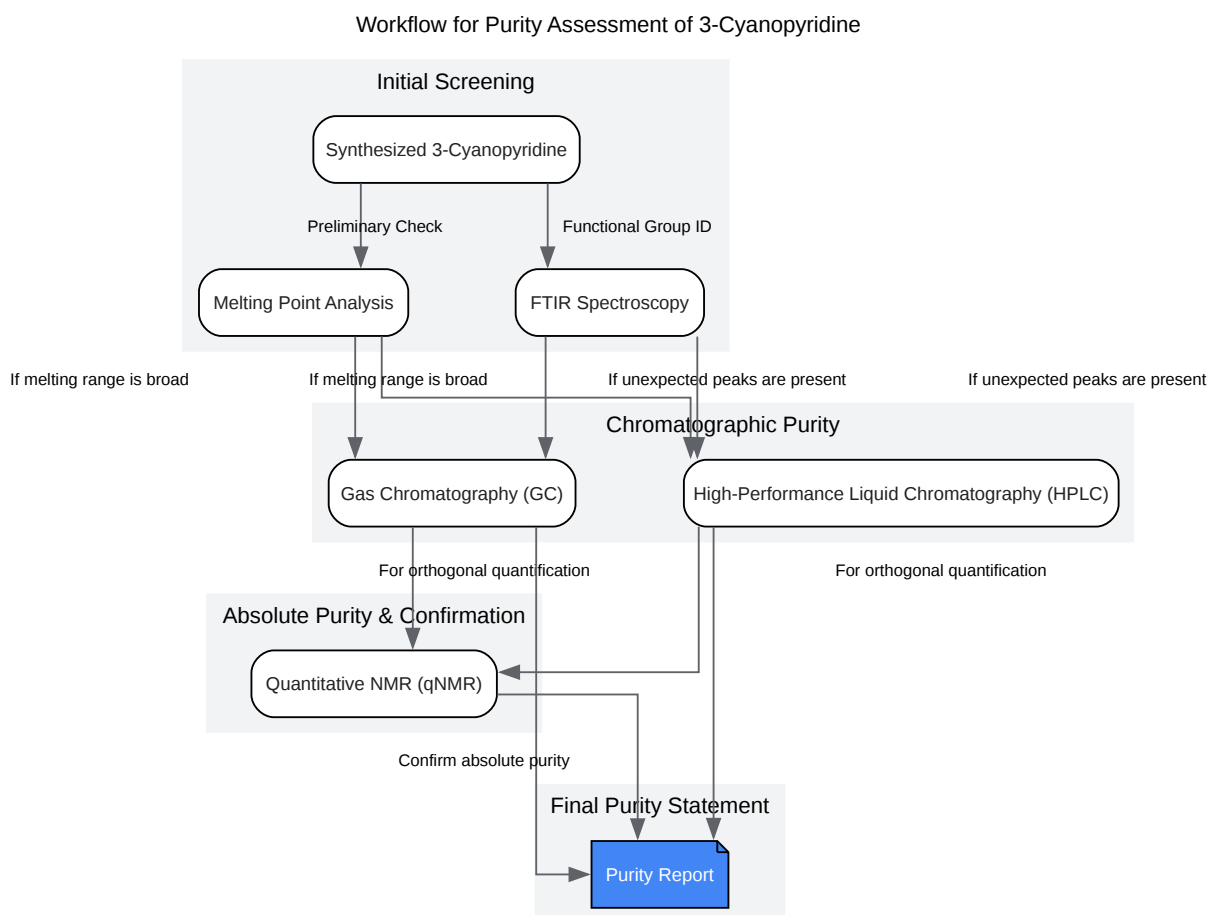 Workflow for Purity Assessment of 3-Cyanopyridine
Initial Screening
Synthesized 3-Cyanopyridine
Preliminary Check
Functional Group ID
Melting Point Analysis
FTIR Spectroscopy
If melting range is broad
If melting range is broad
If unexpected peaks are present
If unexpected peaks are present
Chromatographic Purity
Gas Chromatography (GC)
High-Performance Liquid Chromatography (HPLC)
For orthogonal quantification
For orthogonal quantification
Absolute Purity & Confirmation
Quantitative NMR (qNMR)
Confirm absolute purity
Final Purity Statement
Purity Report